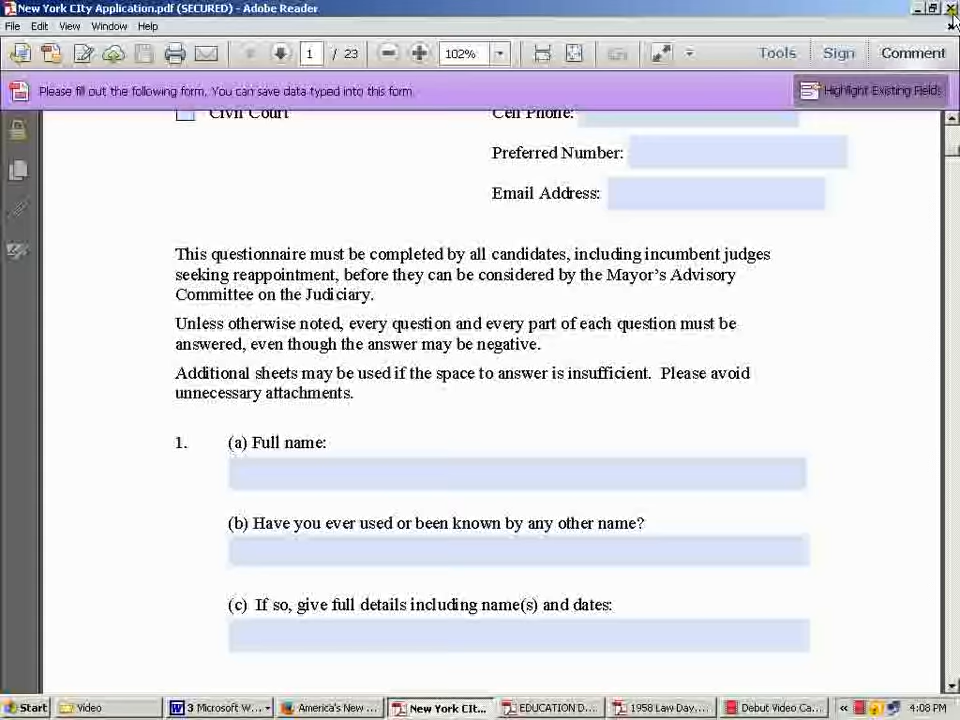 New York City Application.pdf (SECURED) - Adobe Reader
File Edit View Window Help
1 / 23 102% Tools Sign Comment
Please fill out the following form. You can save data typed into this form.
Highlight Existing Fields
Civil Court
Cell Phone:
Preferred Number:
Email Address:
This questionnaire must be completed by all candidates, including incumbent judges
seeking reappointment, before they can be considered by the Mayor's Advisory
Committee on the Judiciary.
Unless otherwise noted, every question and every part of each question must be
answered, even though the answer may be negative.
Additional sheets may be used if the space to answer is insufficient. Please avoid
unnecessary attachments.
1. (a) Full name:
(b) Have you ever used or been known by any other name?
(c) If so, give full details including name(s) and dates:
Start Video 3 Microsoft W... America's New ... New York Cit... EDUCATION D... 1958 Law Day... Debut Video Ca... « 4:08 PM